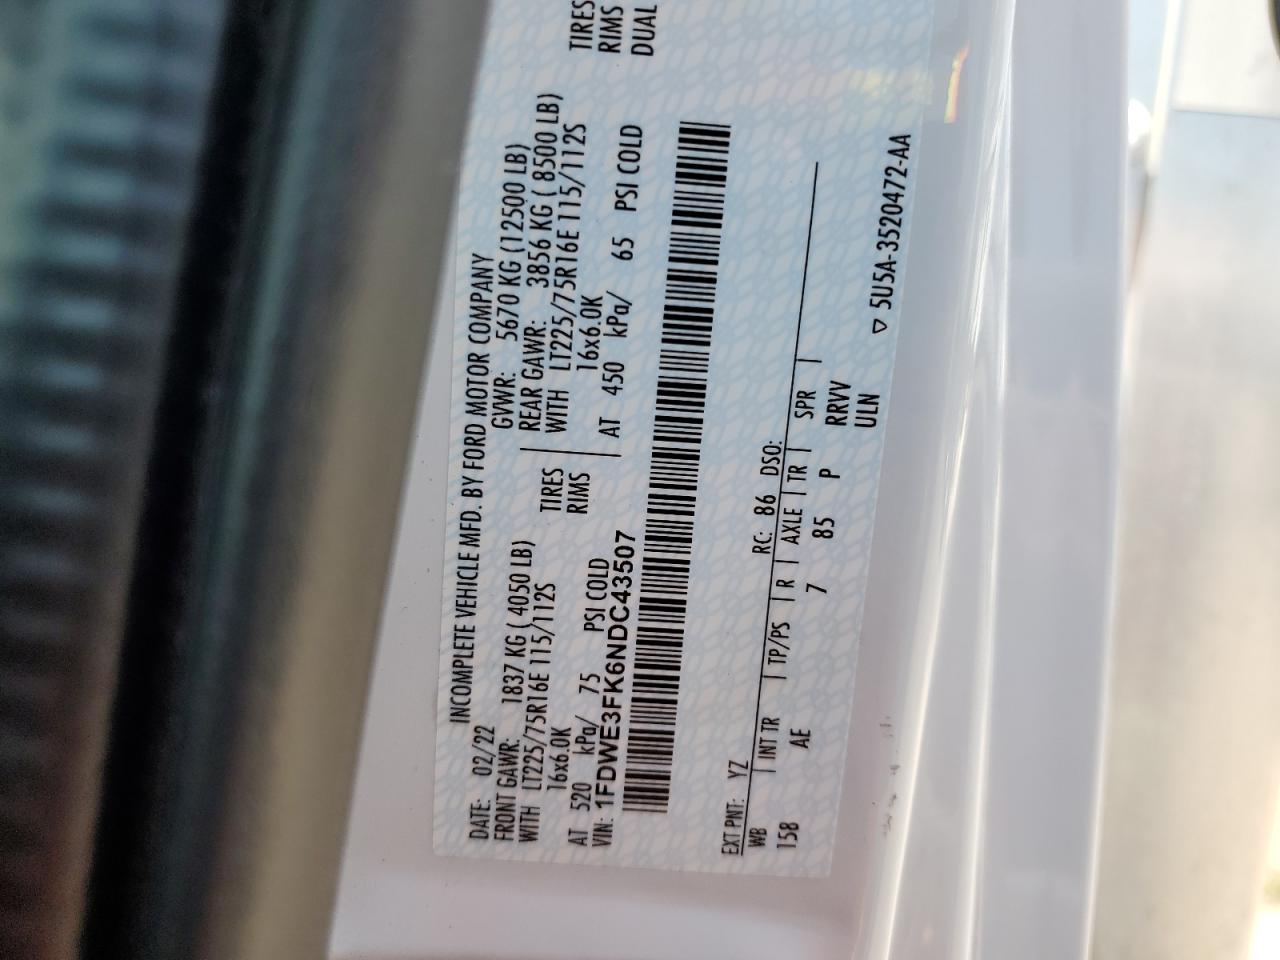 INCOMPLETE VEHICLE MFD. BY FORD MOTOR COMPANY
DATE: 02/22 GVWR: 5670 KG (12500 LB)
FRONT GAWR: 1837 KG ( 4050 LB) REAR GAWR: 3856 KG ( 8500 LB)
WITH LT225/75R16E 115/112S TIRES WITH LT225/75R16E 115/112S TIRES
16x6.0K RIMS 16x6.0K RIMS
AT 520 kPa/ 75 PSI COLD AT 450 kPa/ 65 PSI COLD DUAL
VIN: 1FDWE3FK6NDC43507
EXT PNT: YZ RC: 86 DSO:
WB INT TR TP/PS R AXLE TR SPR
158 AE 7 85 P RRVV
ULN
▽ 5U5A-3520472-AA